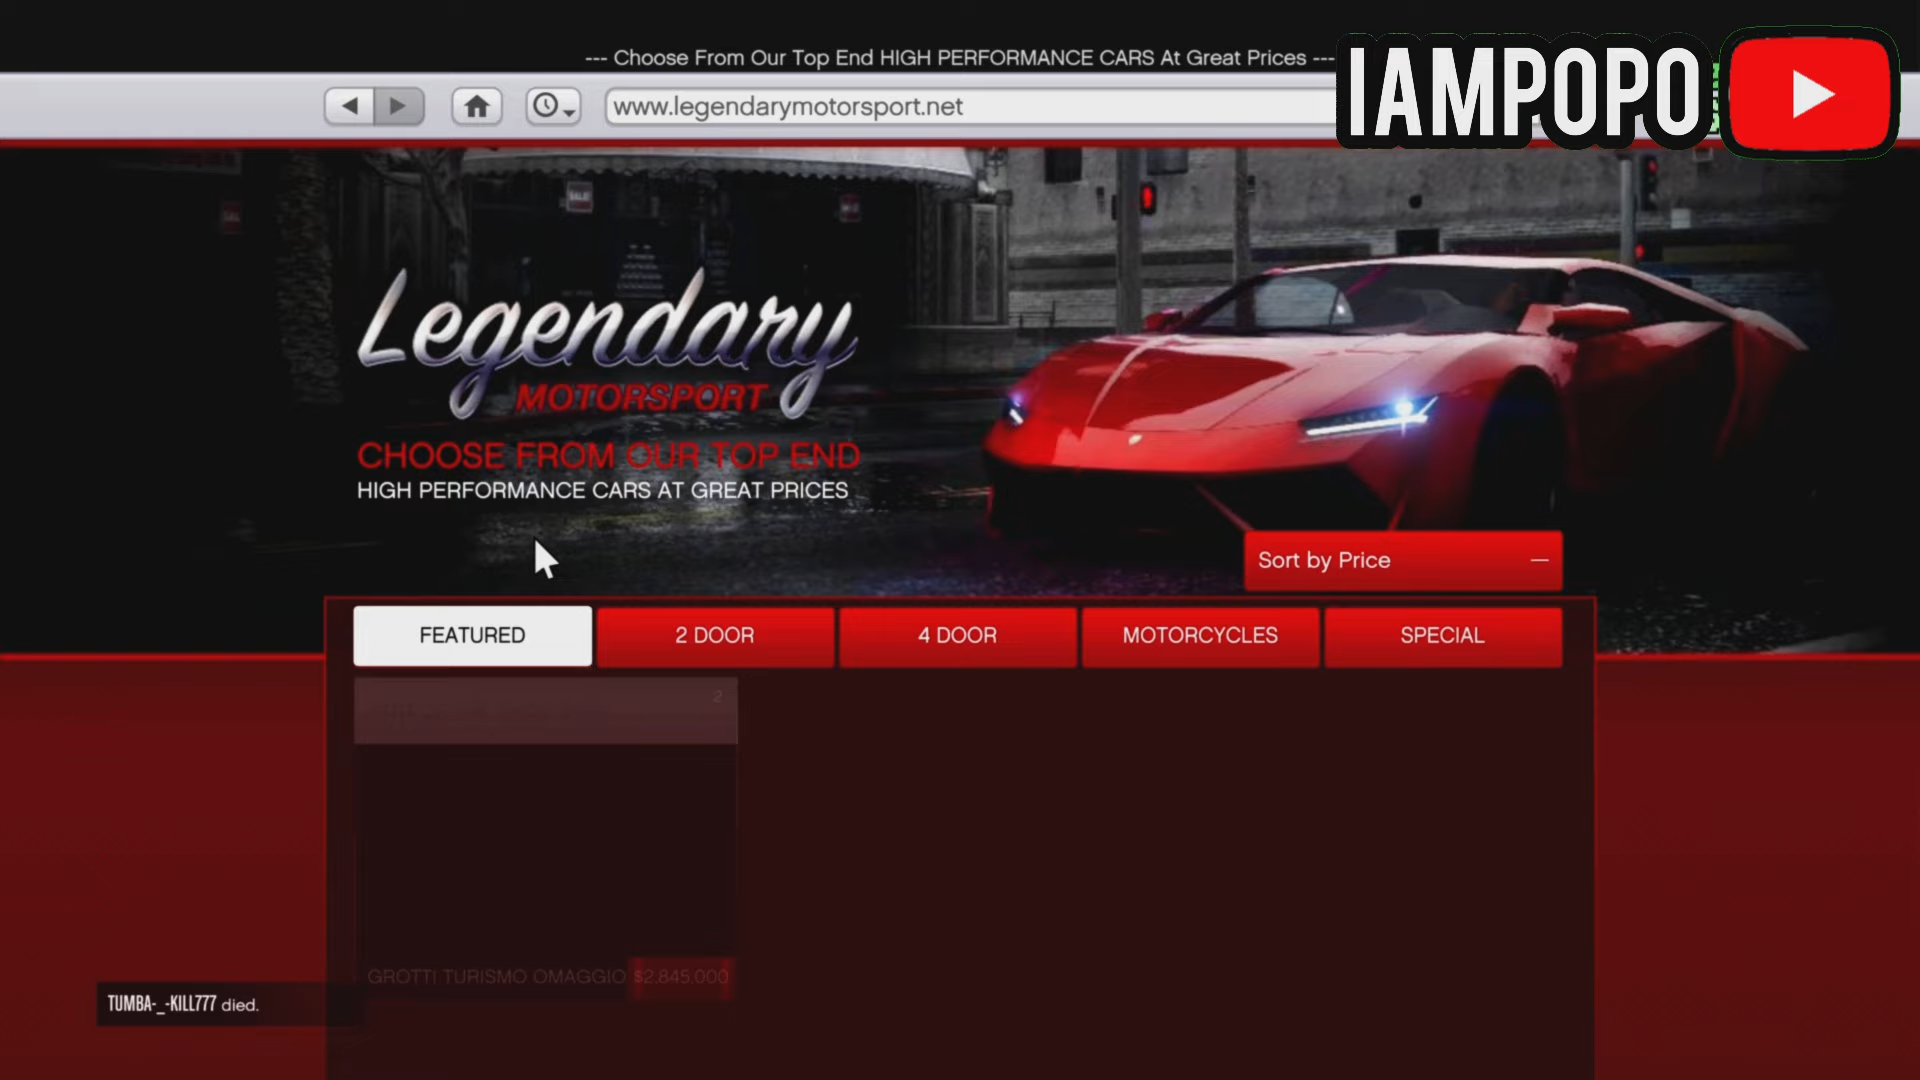 --- Choose From Our Top End HIGH PERFORMANCE CARS At Great Prices ---
IAMPOPO
www.legendarymotorsport.net
SALE
Legendary
MOTORSPORT
CHOOSE FROM OUR TOP END
HIGH PERFORMANCE CARS AT GREAT PRICES
Sort by Price
FEATURED
2 DOOR
4 DOOR
MOTORCYCLES
SPECIAL
2
GROTTI TURISMO OMAGGIO $2,845,000
TUMBA-_-KILL777 died.